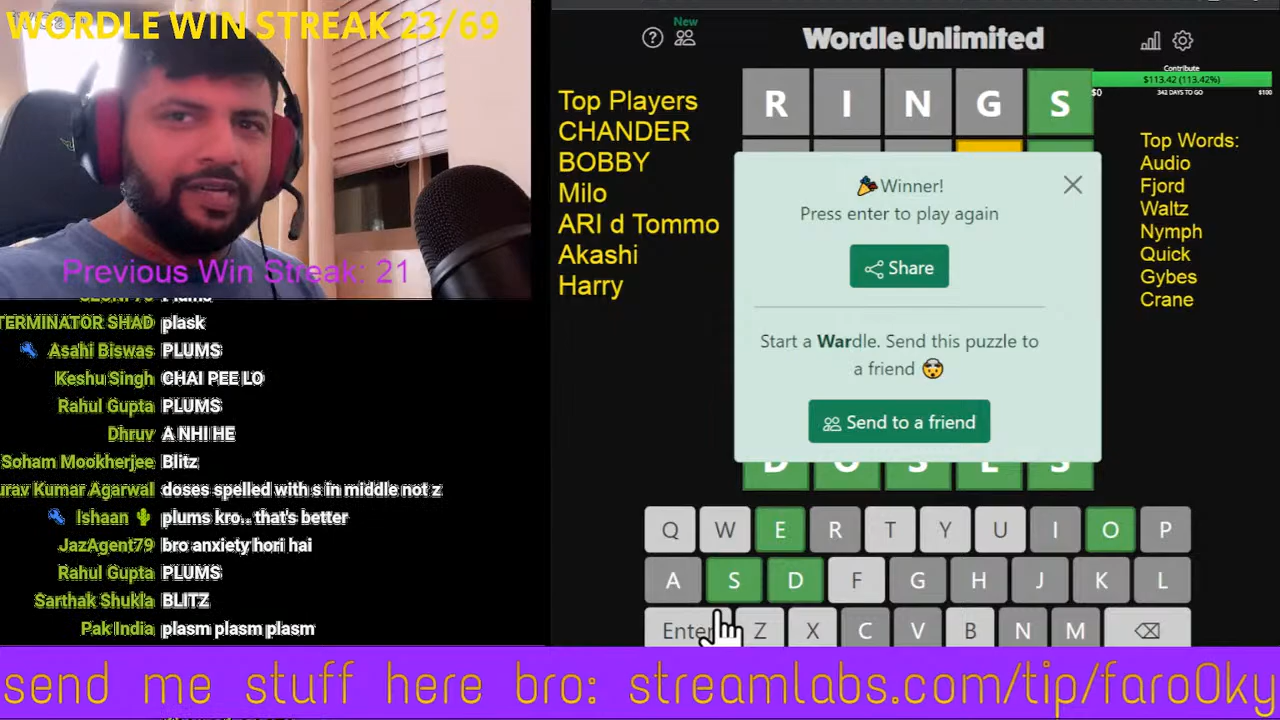 WORDLE WIN STREAK 23/69
Previous Win Streak: 21
TERMINATOR SHAD plask
Asahi Biswas PLUMS
Keshu Singh CHAI PEE LO
Rahul Gupta PLUMS
Dhruv A NHI HE
Soham Mookherjee Blitz
urav Kumar Agarwal doses spelled with s in middle not z
Ishaan 🌵 plums kro.. that's better
JazAgent79 bro anxiety hori hai
Rahul Gupta PLUMS
Sarthak Shukla BLITZ
Pak India plasm plasm plasm
New
Wordle Unlimited
Top Players
CHANDER
BOBBY
Milo
ARI d Tommo
Akashi
Harry
R I N G S
🎉Winner!
Press enter to play again
Share
Start a Wardle. Send this puzzle to
a friend 🤯
Send to a friend
D O S E S
Q W E R T Y U I O P
A S D F G H J K L
Enter Z X C V B N M ⌫
Contribute
$113.42 (113.42%)
$0 342 DAYS TO GO $100
Top Words:
Audio
Fjord
Waltz
Nymph
Quick
Gybes
Crane
send me stuff here bro: streamlabs.com/tip/faro0ky